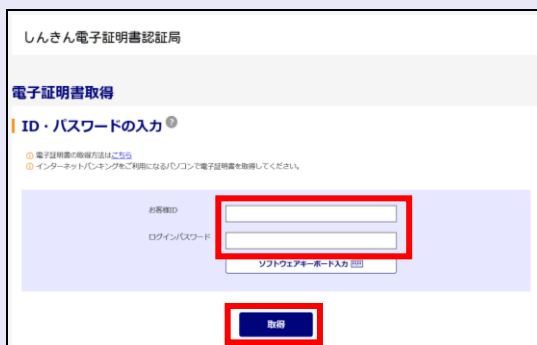 しんきん電子証明書認証局
電子証明書取得
ID・パスワードの入力
電子証明書の取得方法はこちら
インターネットバンキングをご利用になるパソコンで電子証明書を取得してください。
お客様ID
ログインパスワード
ソフトウェアキーボード入力
取得